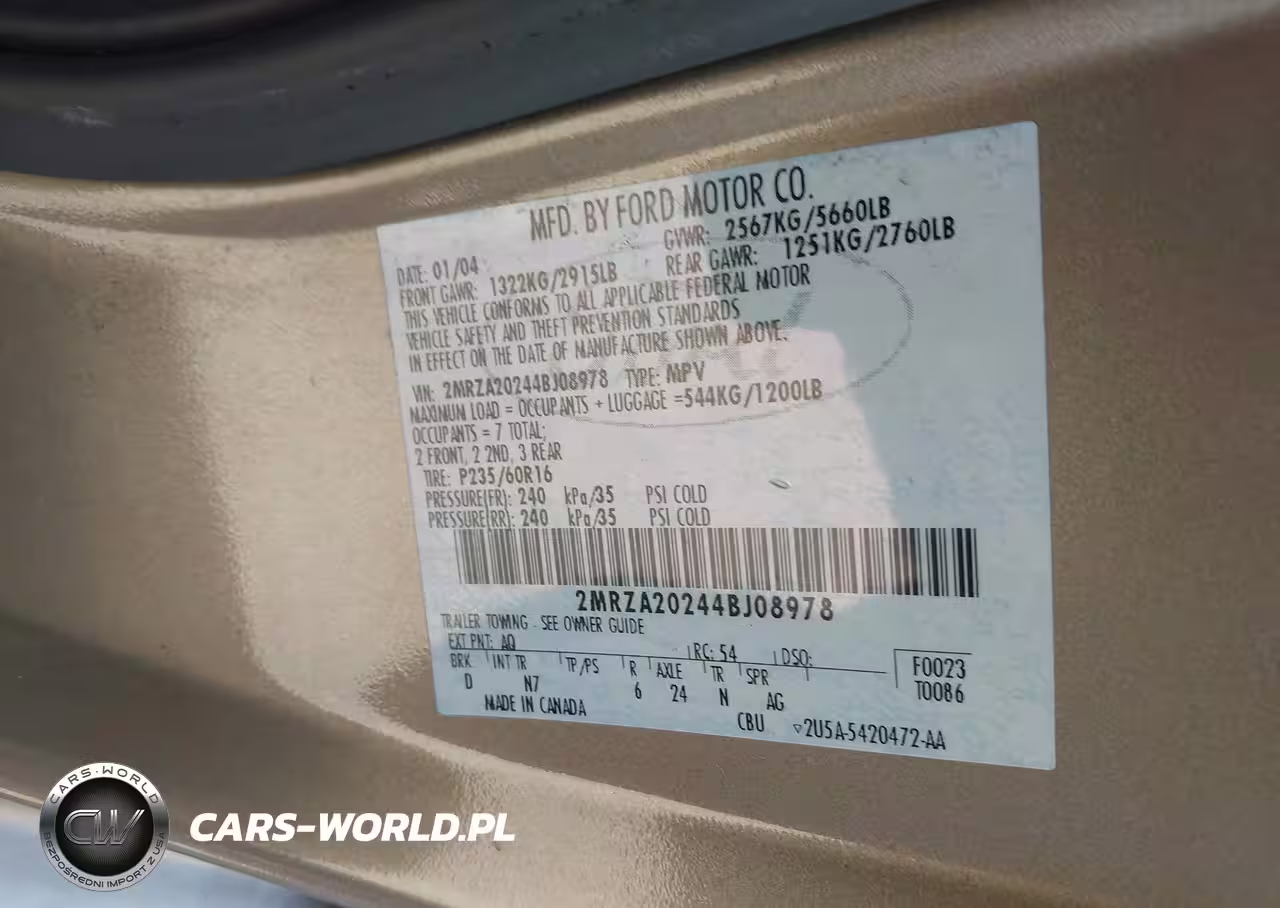 MFD. BY FORD MOTOR CO.
DATE: 01/04 GVWR: 2567KG/5660LB
FRONT GAWR: 1322KG/2915LB REAR GAWR: 1251KG/2760LB
THIS VEHICLE CONFORMS TO ALL APPLICABLE FEDERAL MOTOR
VEHICLE SAFETY AND THEFT PREVENTION STANDARDS
IN EFFECT ON THE DATE OF MANUFACTURE SHOWN ABOVE.
VIN: 2MRZA20244BJ08978 TYPE: MPV
MAXIMUM LOAD = OCCUPANTS + LUGGAGE =544KG/1200LB
OCCUPANTS = 7 TOTAL;
2 FRONT, 2 2ND, 3 REAR
TIRE: P235/60R16
PRESSURE(FR): 240 kPa/35 PSI COLD
PRESSURE(RR): 240 kPa/35 PSI COLD
2MRZA20244BJ08978
TRAILER TOWING - SEE OWNER GUIDE
EXT PNT: AQ RC: 54 DSO: F0023
BRK INT TR TP/PS R AXLE TR SPR T0086
D N7 6 24 N AG
MADE IN CANADA CBU ▽2U5A-5420472-AA
CARS-WORLD
CW
BEZPOŚREDNI IMPORT Z USA
CARS-WORLD.PL